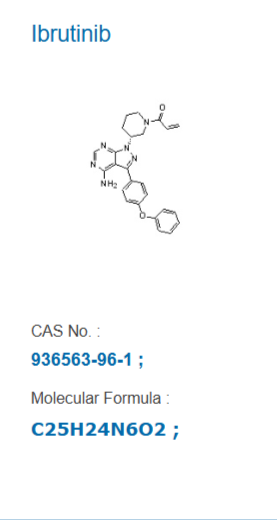 Ibrutinib
O
N
N
N
N
N
N
NH2
O
CAS No. :
936563-96-1 ;
Molecular Formula :
C25H24N6O2 ;